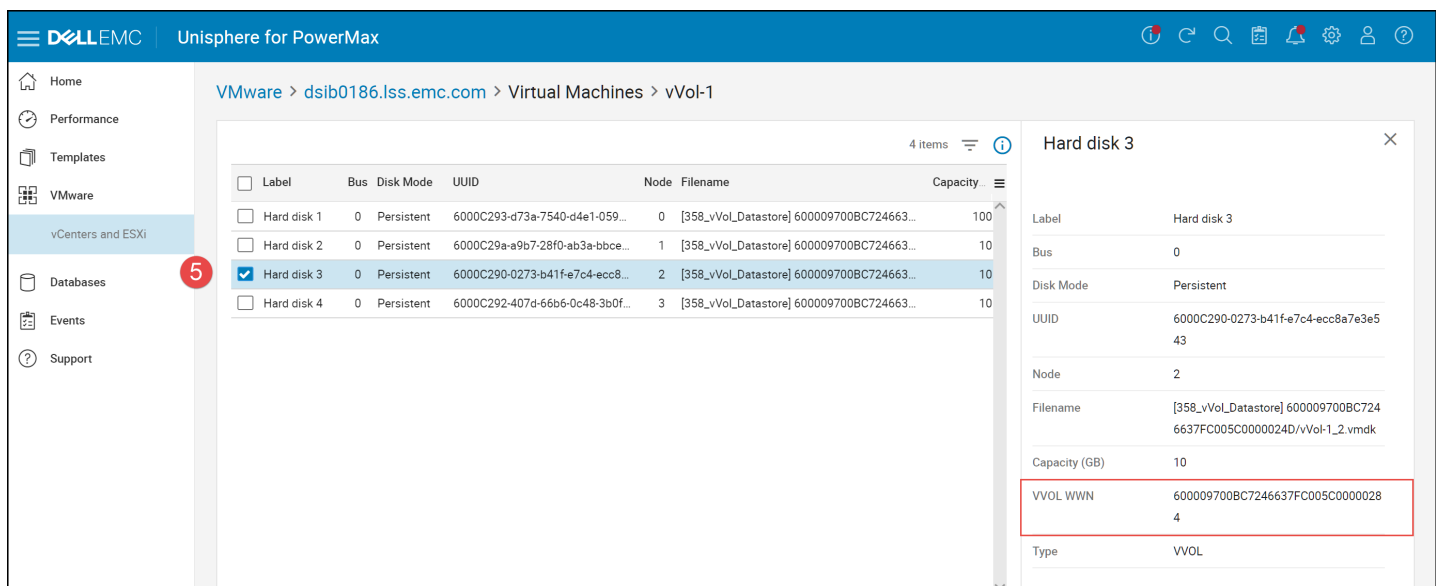 DELLEMC Unisphere for PowerMax
Home
Performance
Templates
VMware
vCenters and ESXi
Databases
Events
Support
VMware > dsib0186.lss.emc.com > Virtual Machines > vVol-1
4 items
Label Bus Disk Mode UUID Node Filename Capacity...
Hard disk 1 0 Persistent 6000C293-d73a-7540-d4e1-059... 0 [358_vVol_Datastore] 600009700BC724663... 100
Hard disk 2 0 Persistent 6000C29a-a9b7-28f0-ab3a-bbce... 1 [358_vVol_Datastore] 600009700BC724663... 10
5
Hard disk 3 0 Persistent 6000C290-0273-b41f-e7c4-ecc8... 2 [358_vVol_Datastore] 600009700BC724663... 10
Hard disk 4 0 Persistent 6000C292-407d-66b6-0c48-3b0f... 3 [358_vVol_Datastore] 600009700BC724663... 10
Hard disk 3
Label Hard disk 3
Bus 0
Disk Mode Persistent
UUID 6000C290-0273-b41f-e7c4-ecc8a7e3e5
43
Node 2
Filename [358_vVol_Datastore] 600009700BC724
6637FC005C0000024D/vVol-1_2.vmdk
Capacity (GB) 10
VVOL WWN 600009700BC7246637FC005C0000028
4
Type VVOL